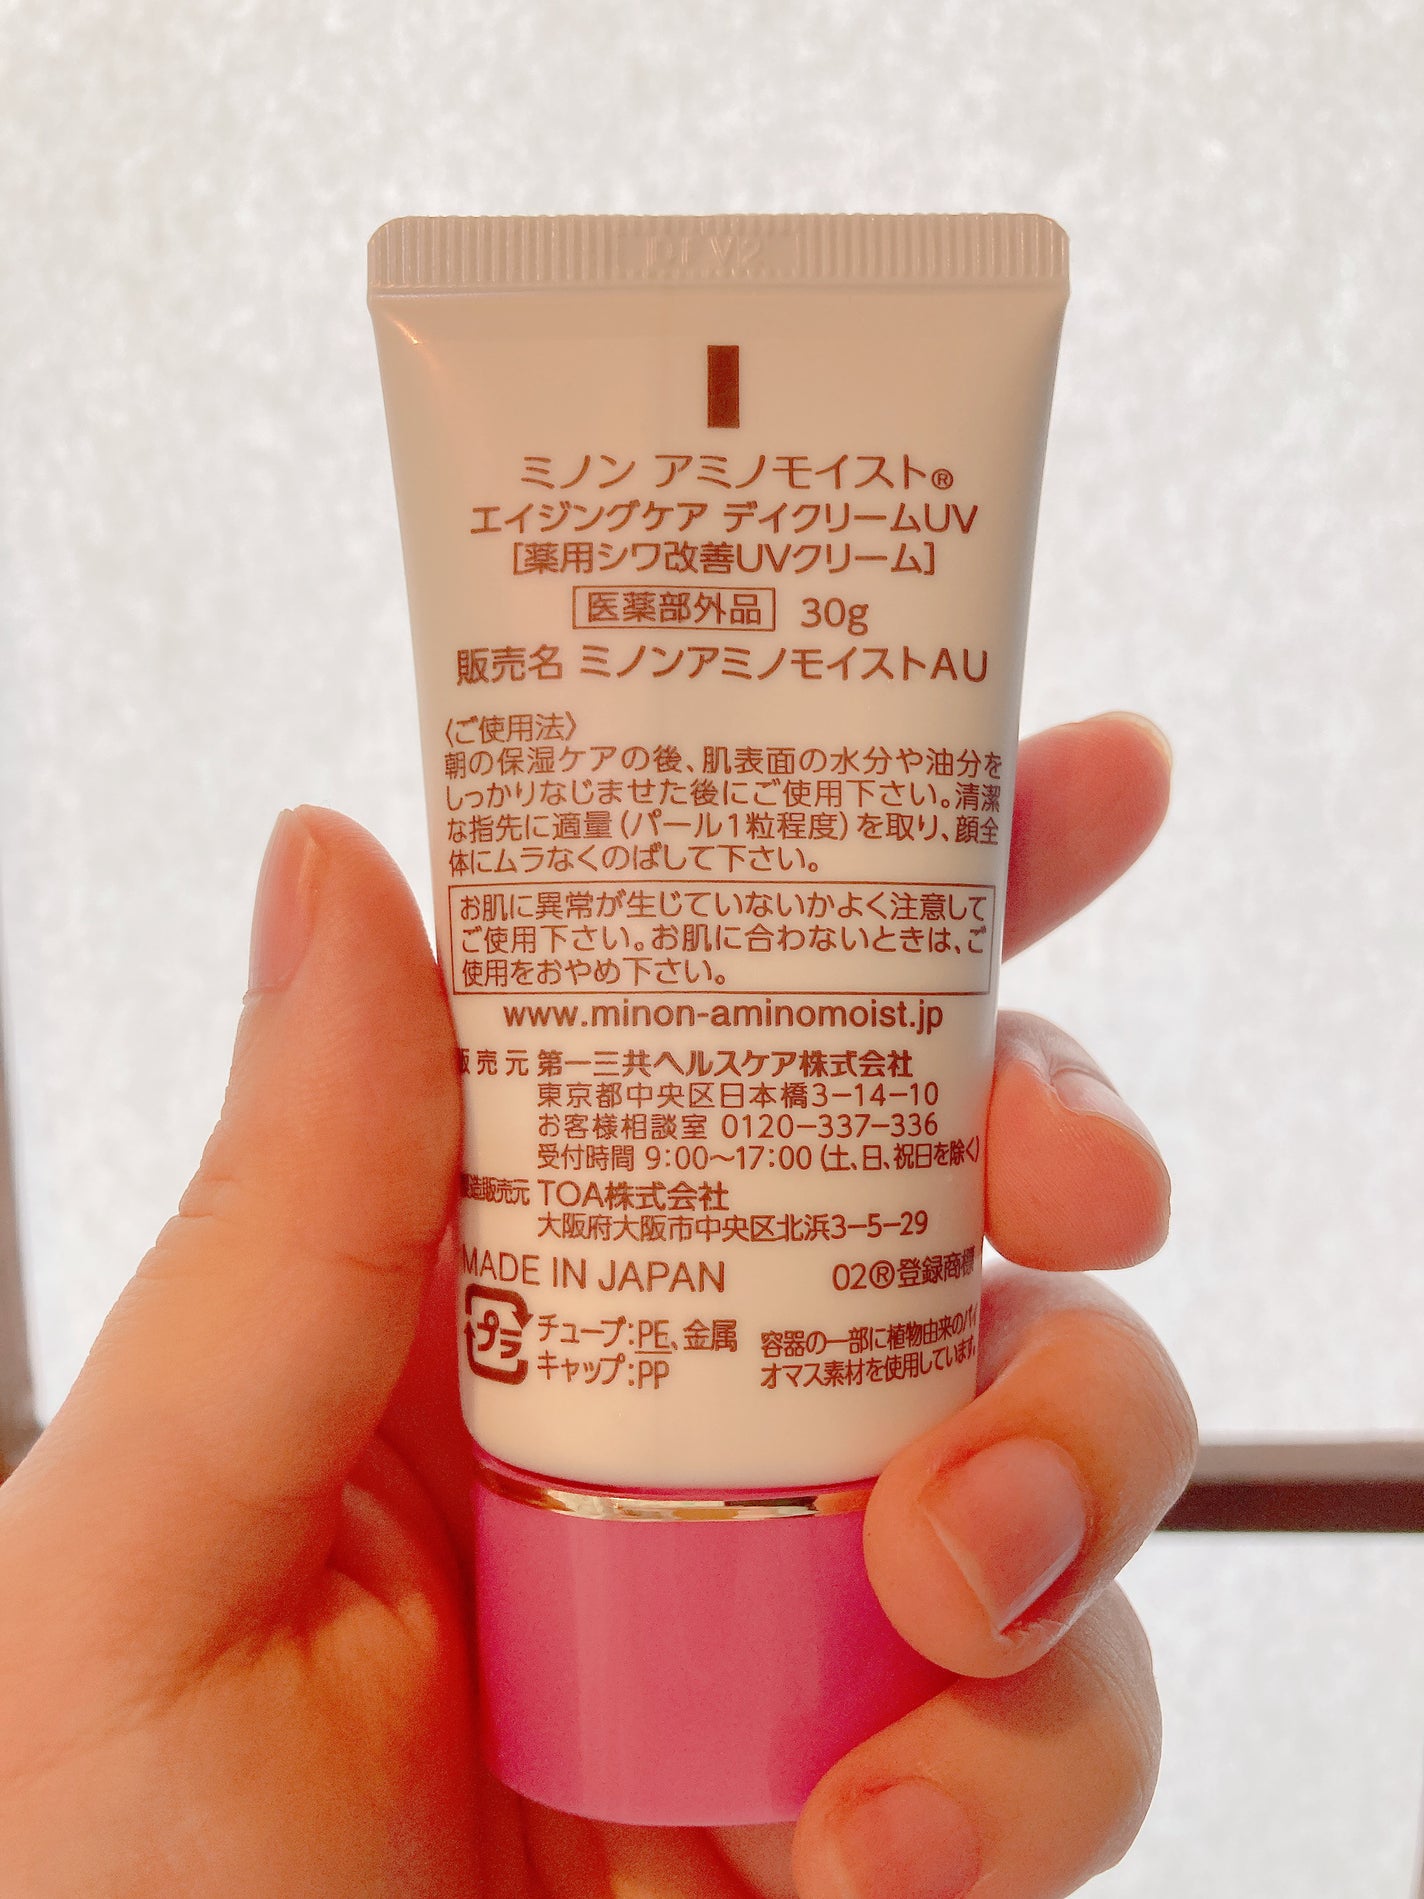 ミノン アミノモイスト®
エイジングケア デイクリームUV
[薬用シワ改善UVクリーム]
医薬部外品 30g
販売名 ミノンアミノモイストAU
〈ご使用法〉
朝の保湿ケアの後、肌表面の水分や油分を
しっかりなじませた後にご使用下さい。清潔
な指先に適量(パール1粒程度)を取り、顔全
体にムラなくのばして下さい。
お肌に異常が生じていないかよく注意して
ご使用下さい。お肌に合わないときは、ご
使用をおやめ下さい。
www.minon-aminomoist.jp
販売元 第一三共ヘルスケア株式会社
東京都中央区日本橋3-14-10
お客様相談室 0120-337-336
受付時間 9:00~17:00(土、日、祝日を除く)
製造販売元 TOA株式会社
大阪府大阪市中央区北浜3-5-29
MADE IN JAPAN 02®登録商標
プラ チューブ:PE、金属
キャップ:PP
容器の一部に植物由来のバイ
オマス素材を使用しています。